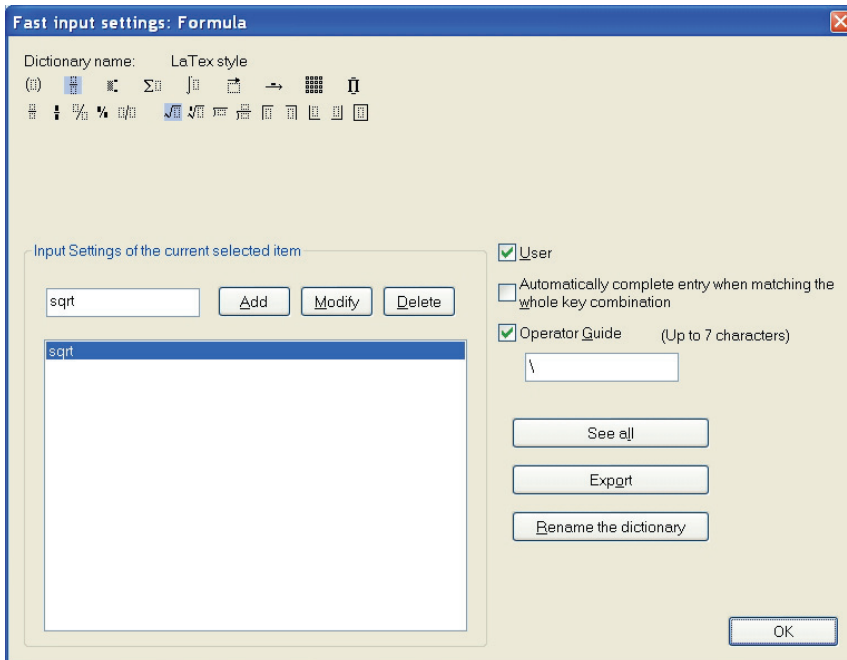 Fast input settings: Formula
Dictionary name: LaTex style
Input Settings of the current selected item
sqrt
Add
Modify
Delete
sqrt
User
Automatically complete entry when matching the
whole key combination
Operator Guide (Up to 7 characters)
\
See all
Export
Rename the dictionary
OK